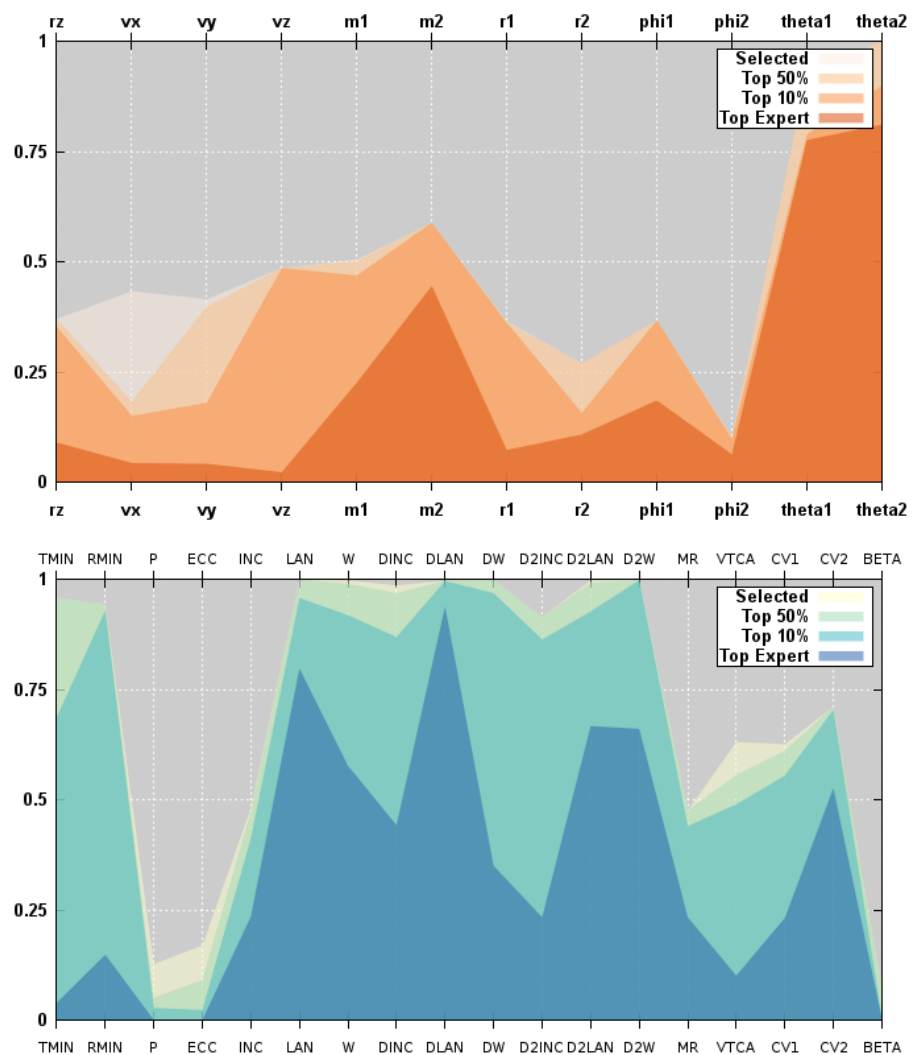 rz vx vy vz m1 m2 r1 r2 phi1 phi2 theta1 theta2
1
Selected
Top 50%
Top 10%
Top Expert
0.75
0.5
0.25
0
rz vx vy vz m1 m2 r1 r2 phi1 phi2 theta1 theta2
TMIN RMIN P ECC INC LAN W DINC DLAN DW D2INC D2LAN D2W MR VTCA CV1 CV2 BETA
1
Selected
Top 50%
Top 10%
Top Expert
0.75
0.5
0.25
0
TMIN RMIN P ECC INC LAN W DINC DLAN DW D2INC D2LAN D2W MR VTCA CV1 CV2 BETA